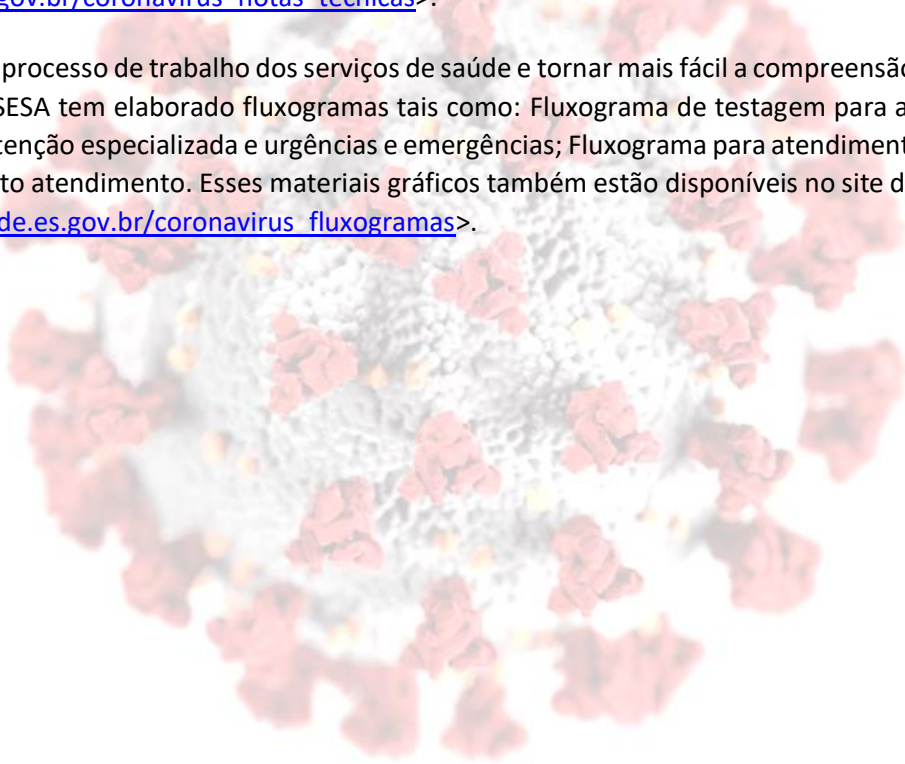 gov.br/coronavirus_notas_tecnicas>.
processo de trabalho dos serviços de saúde e tornar mais fácil a compreensão
SESA tem elaborado fluxogramas tais como: Fluxograma de testagem para a
tenção especializada e urgências e emergências; Fluxograma para atendiment
to atendimento. Esses materiais gráficos também estão disponíveis no site d
de.es.gov.br/coronavirus_fluxogramas>.